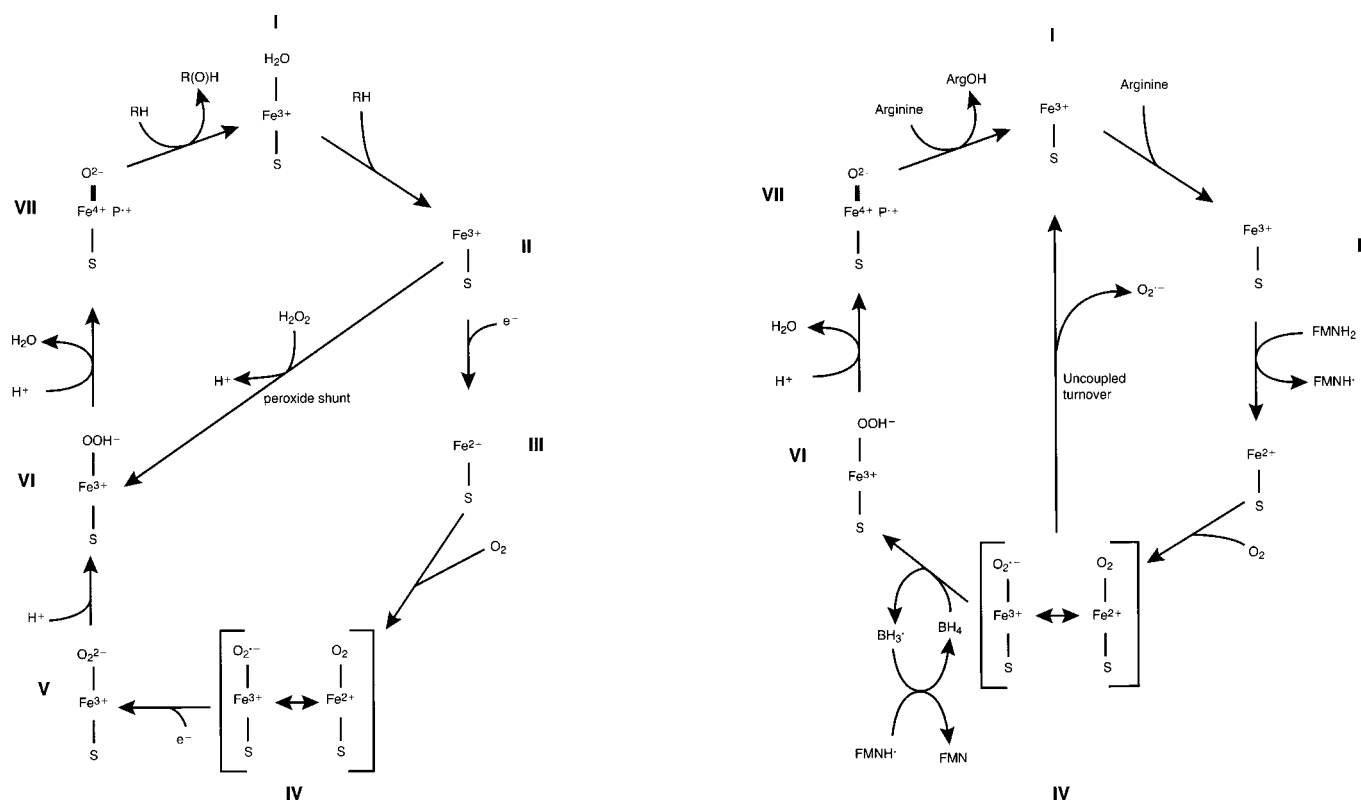 I
H₂O
R(O)H
RH
Fe³⁺
RH
S
O²⁻
VII
Fe⁴⁺ P·⁺
S
Fe³⁺
II
S
H₂O₂
e⁻
H₂O
H⁺
H⁺
peroxide shunt
OOH⁻
VI
Fe³⁺
S
Fe²⁻
III
S
O₂
H⁺
O₂²⁻
V
Fe³⁺
S
e⁻
O₂·⁻
Fe³⁺
S
O₂
Fe²⁺
S
IV
I
ArgOH
Arginine
Fe³⁺
Arginine
S
O²·
VII
Fe⁴⁺ P·⁺
S
Fe³⁺
I
S
O₂·⁻
H₂O
FMNH₂
H⁺
FMNH·
Uncoupled
turnover
OOH⁻
VI
Fe³⁺
S
Fe²⁺
S
O₂
O₂·⁻
Fe³⁺
S
O₂
Fe²⁺
S
BH₃·
BH₄
FMNH·
FMN
IV